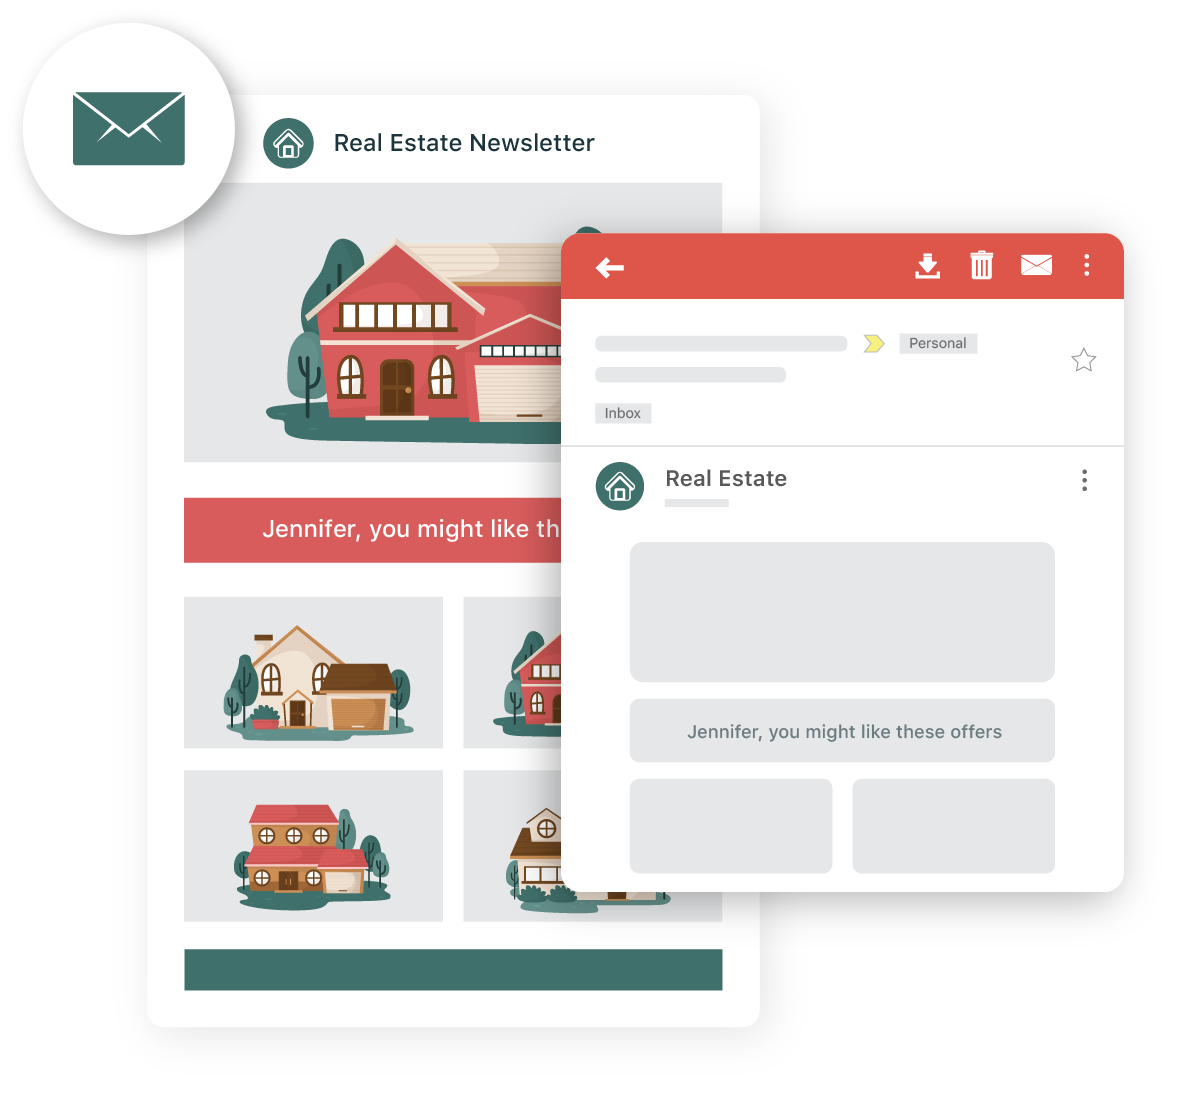 Real Estate Newsletter
Jennifer, you might like th
Personal
Inbox
Real Estate
Jennifer, you might like these offers